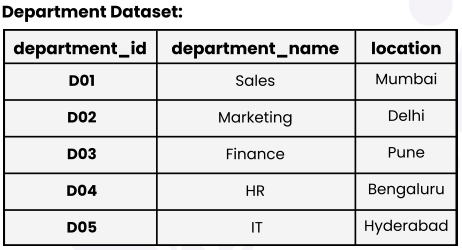 Department Dataset:
department_id department_name location
D01 Sales Mumbai
D02 Marketing Delhi
D03 Finance Pune
D04 HR Bengaluru
D05 IT Hyderabad